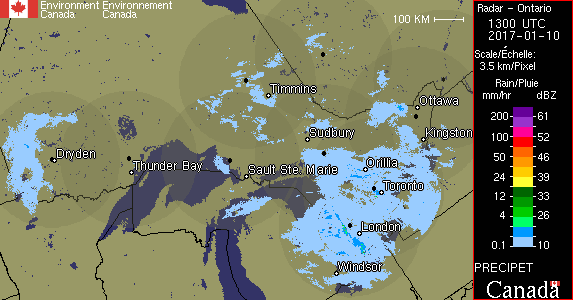 Environment Environnement
Canada Canada
100 KM
Timmins
Ottawa
Sudbury
Kingston
Dryden
Thunder Bay
Sault Ste. Marie
Orillia
Toronto
London
Windsor
Radar - Ontario
1300 UTC
2017-01-10
Scale/Échelle:
3.5 km/Pixel
Rain/Pluie
mm/hr dBZ
200 61
100 52
50 46
24 39
12 33
4 26
0.1 10
PRECIPET
Canada